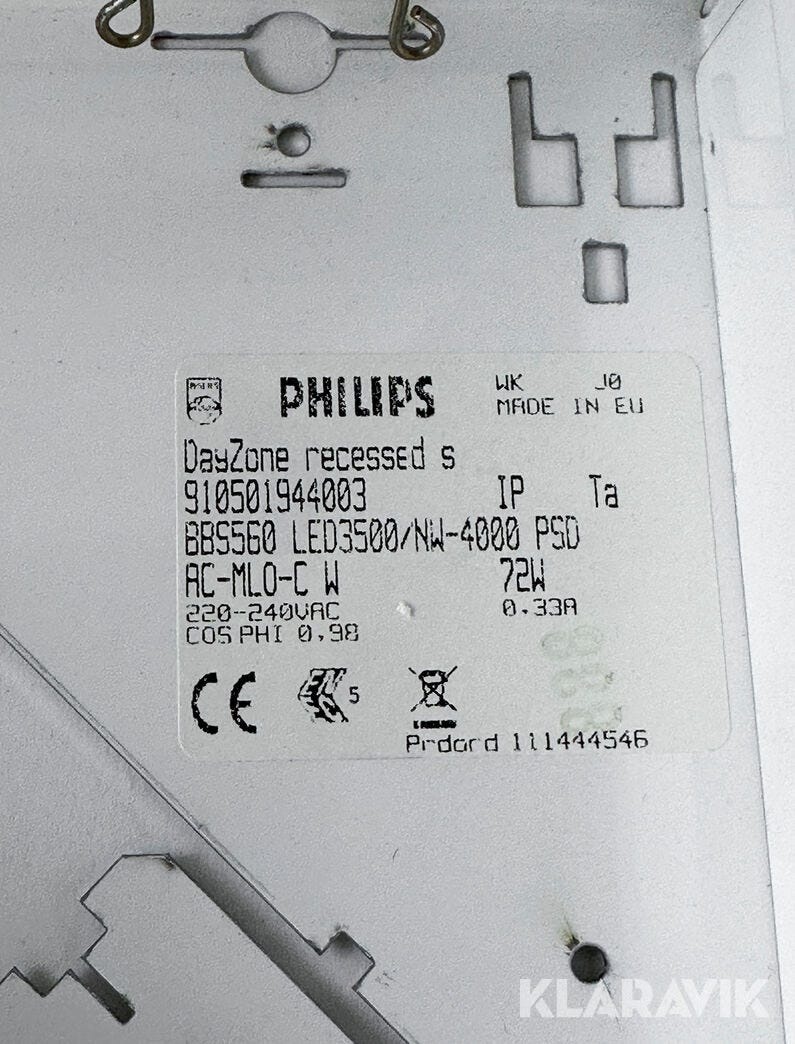 PHILIPS
WK J0
MADE IN EU
DayZone recessed s
910501944003 IP Ta
BBS560 LED3500/NW-4000 PSD
AC-MLO-C W 72W
220-240VAC 0.33A
COS PHI 0,98
CE 5
Prdord 111444546
KLARAVIK